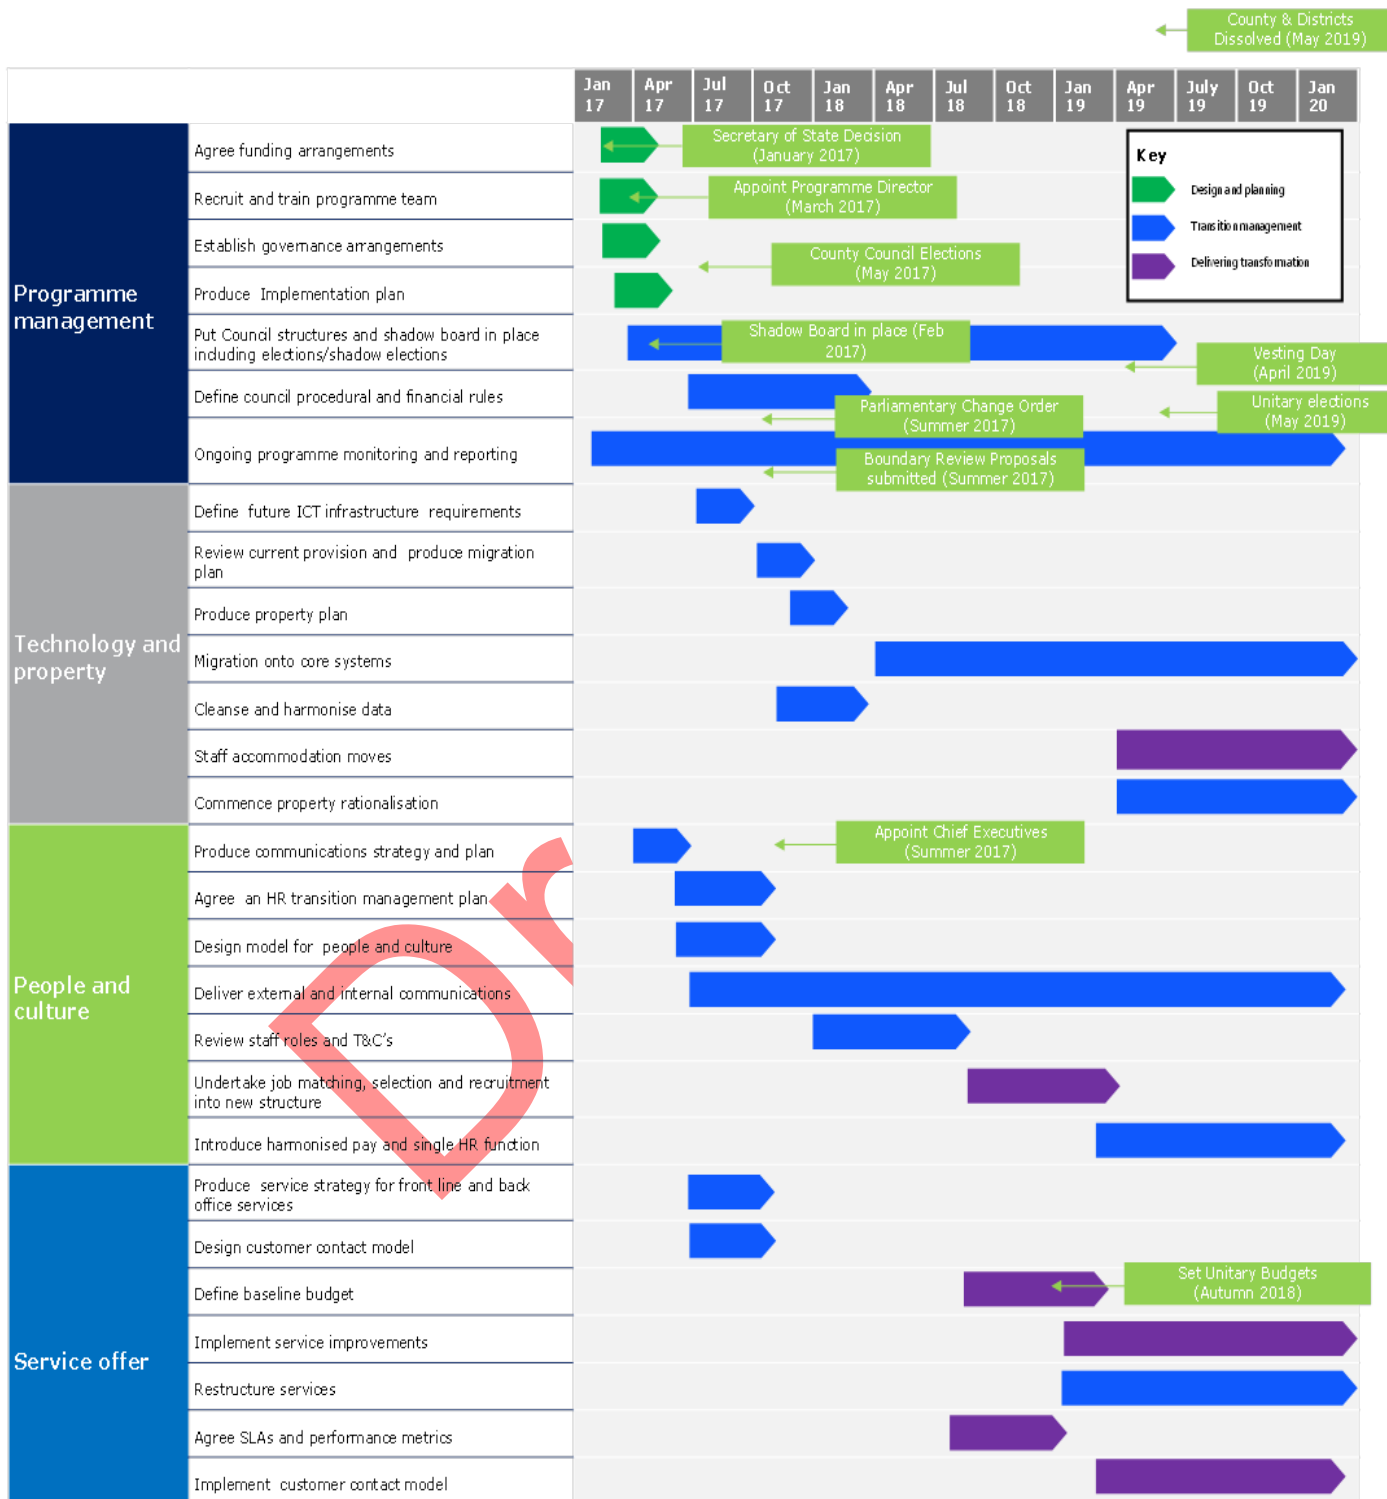 County & Districts
Dissolved (May 2019)
Jan
17
Apr
17
Jul
17
Oct
17
Jan
18
Apr
18
Jul
18
Oct
18
Jan
19
Apr
19
July
19
Oct
19
Jan
20
Programme
management
Agree funding arrangements
Secretary of State Decision
(January 2017)
Key
Design and planning
Transition management
Delivering transformation
Recruit and train programme team
Appoint Programme Director
(March 2017)
Establish governance arrangements
County Council Elections
(May 2017)
Produce Implementation plan
Put Council structures and shadow board in place
including elections/shadow elections
Shadow Board in place (Feb
2017)
Vesting Day
(April 2019)
Define council procedural and financial rules
Parliamentary Change Order
(Summer 2017)
Unitary elections
(May 2019)
Ongoing programme monitoring and reporting
Boundary Review Proposals
submitted (Summer 2017)
Technology and
property
Define future ICT infrastructure requirements
Review current provision and produce migration
plan
Produce property plan
Migration onto core systems
Cleanse and harmonise data
Staff accommodation moves
Commence property rationalisation
People and
culture
Produce communications strategy and plan
Appoint Chief Executives
(Summer 2017)
Agree an HR transition management plan
Design model for people and culture
Deliver external and internal communications
Review staff roles and T&C's
Undertake job matching, selection and recruitment
into new structure
Introduce harmonised pay and single HR function
Service offer
Produce service strategy for front line and back
office services
Design customer contact model
Define baseline budget
Set Unitary Budgets
(Autumn 2018)
Implement service improvements
Restructure services
Agree SLAs and performance metrics
Implement customer contact model